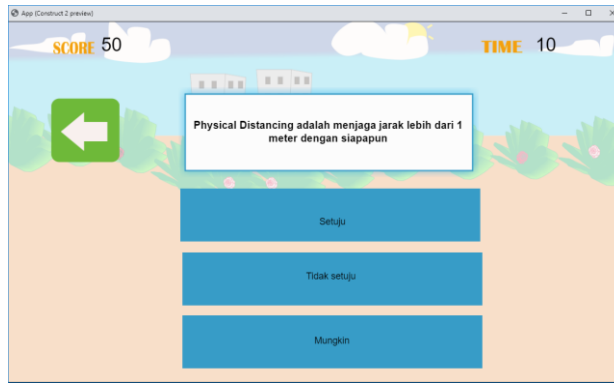 App (Construct 2 preview)
SCORE 50
TIME 10
Physical Distancing adalah menjaga jarak lebih dari 1
meter dengan siapapun
Setuju
Tidak setuju
Mungkin